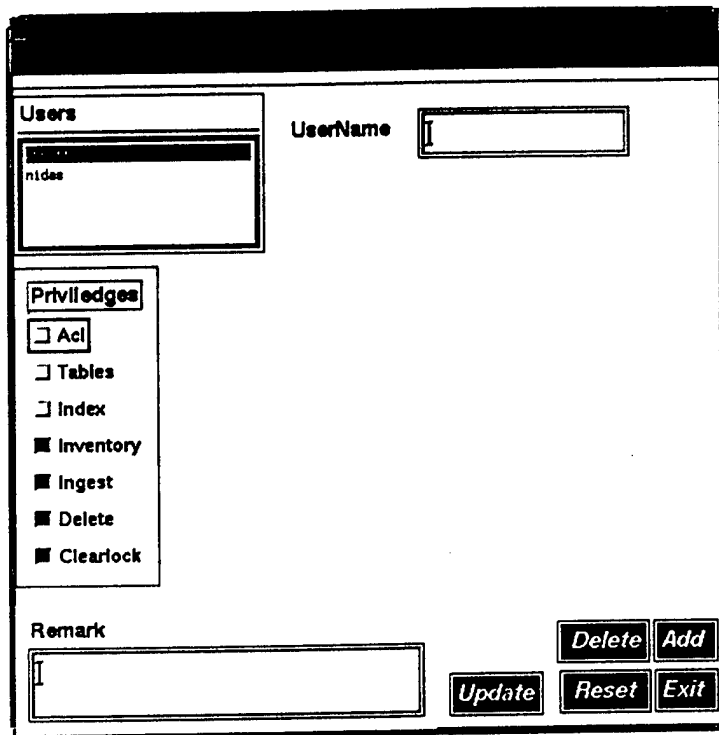 Users
UserName
nidas
Priviledges
Acl
Tables
Index
Inventory
Ingest
Delete
Clearlock
Remark
Delete
Add
Update
Reset
Exit